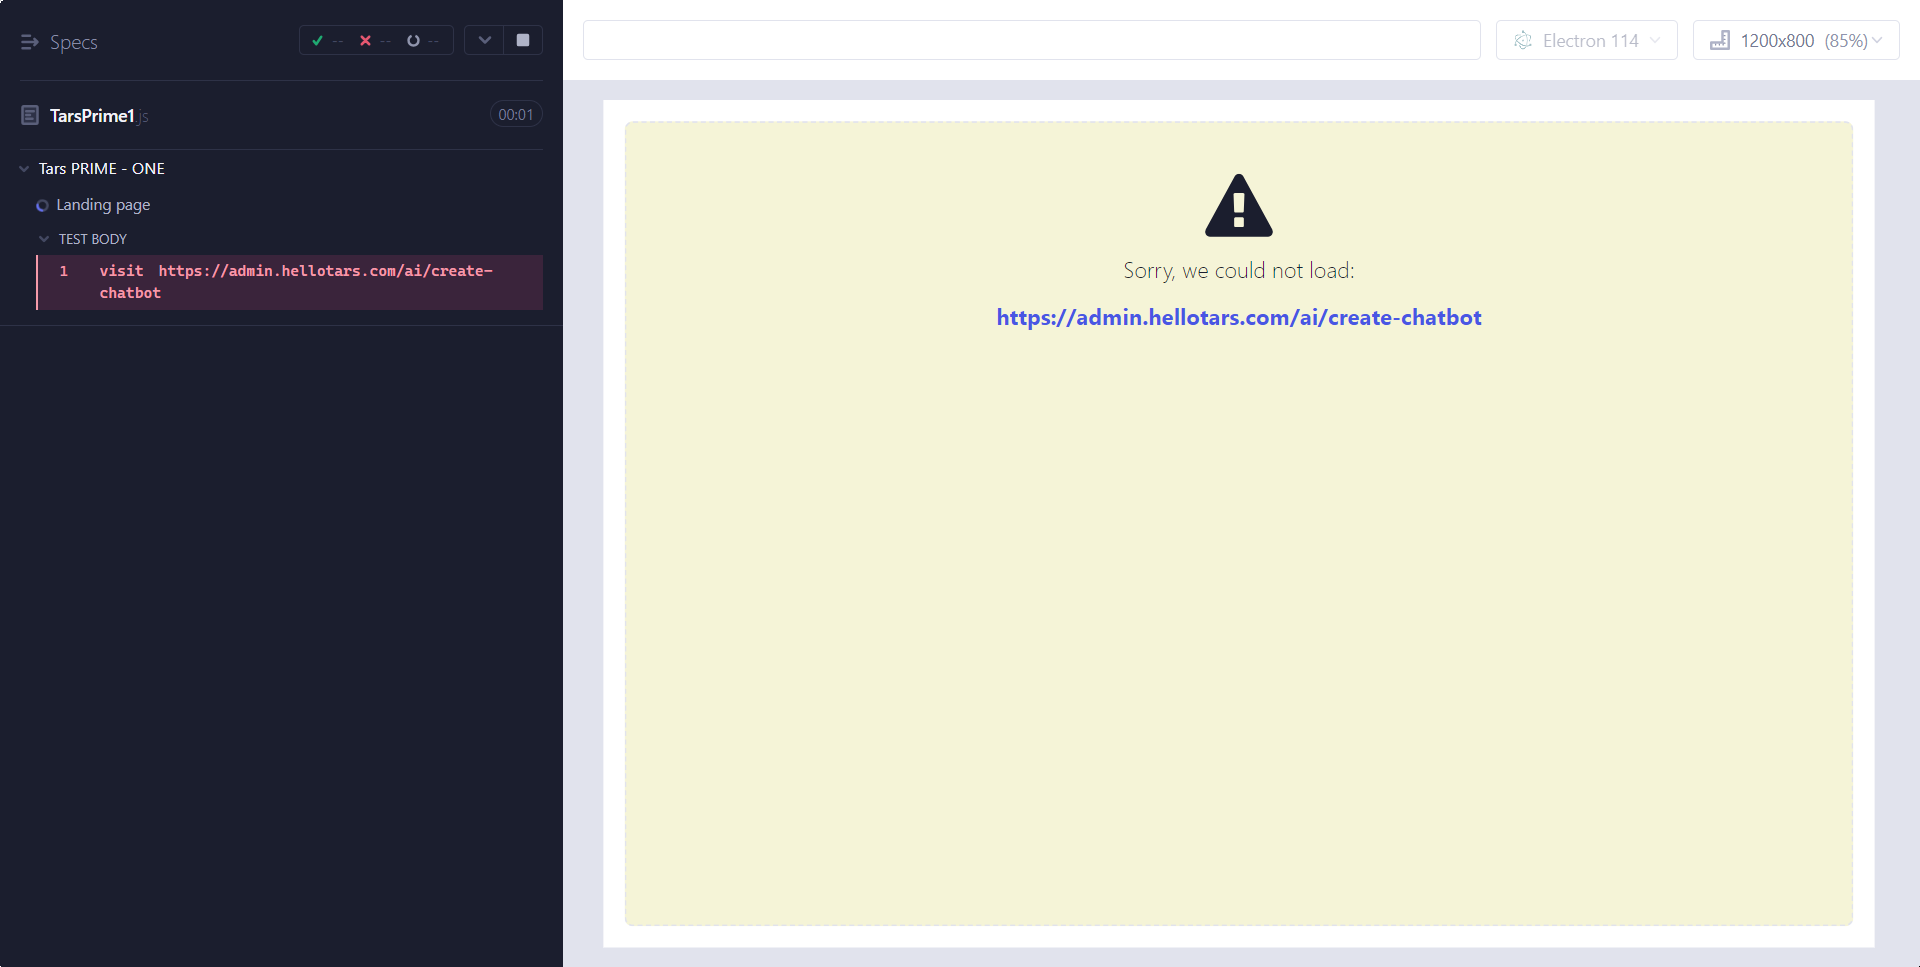 Specs
--
--
--
Electron 114
1200x800 (85%)
TarsPrime1.js
00:01
Tars PRIME - ONE
Landing page
TEST BODY
1 visit https://admin.hellotars.com/ai/create-
chatbot
Sorry, we could not load:
https://admin.hellotars.com/ai/create-chatbot